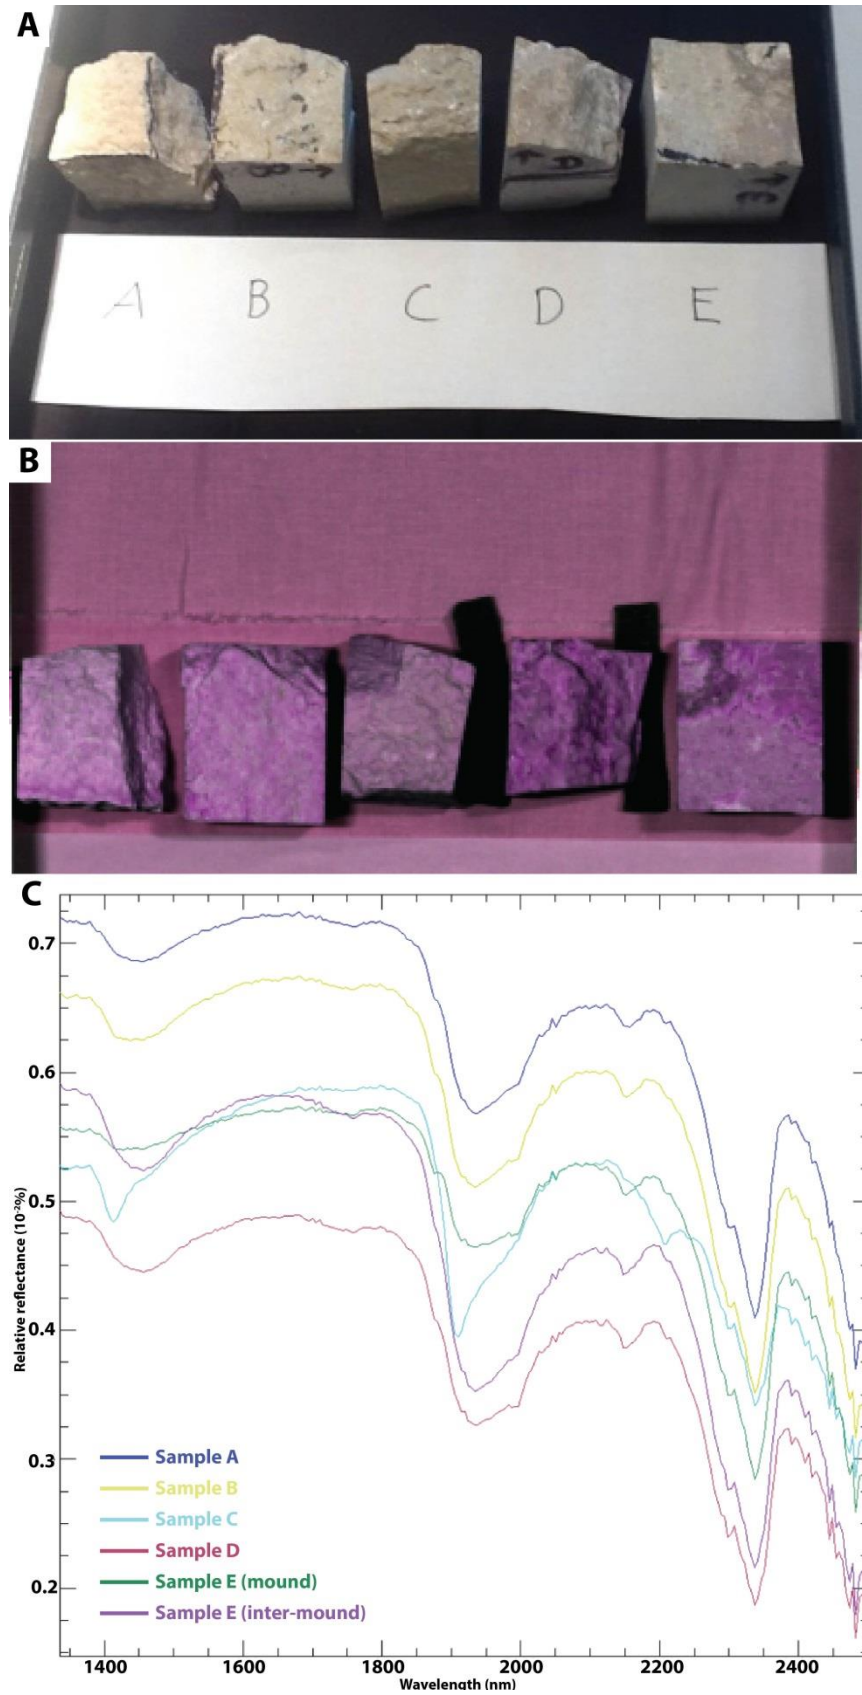 A
A B C D E
B
C
0.7
0.6
0.5
0.4
0.3
0.2
Relative reflectance (10⁻²%)
Sample A
Sample B
Sample C
Sample D
Sample E (mound)
Sample E (inter-mound)
1400 1600 1800 2000 2200 2400
Wavelength (nm)